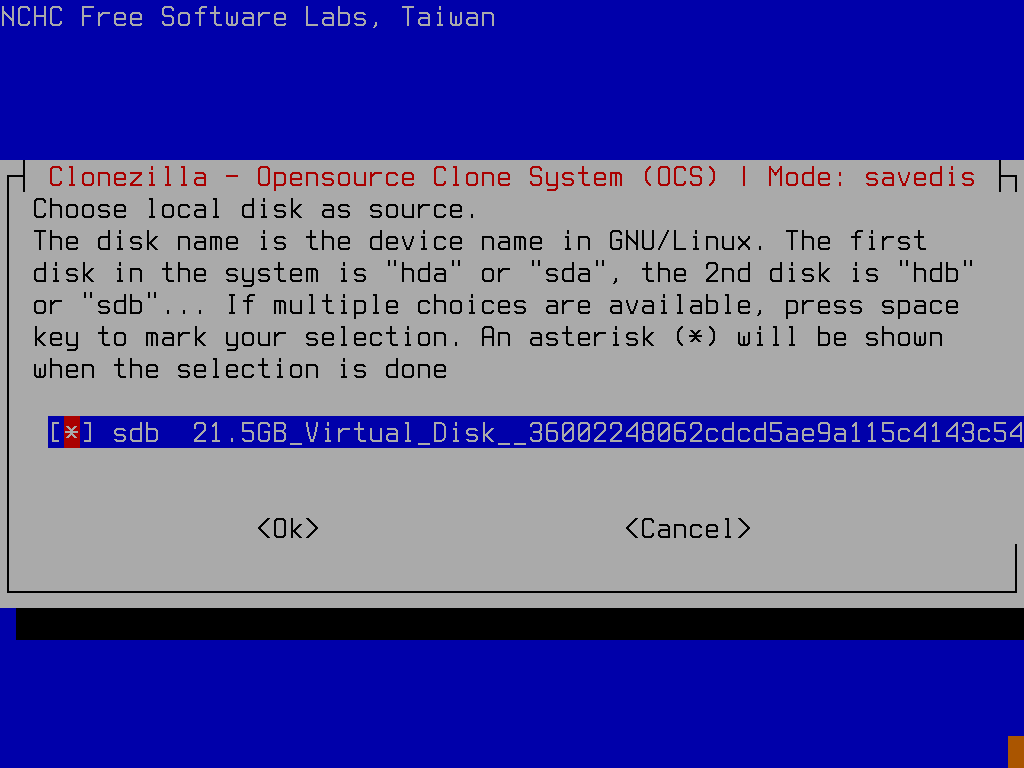 NCHC Free Software Labs, Taiwan
Clonezilla - Opensource Clone System (OCS) | Mode: savedis
Choose local disk as source.
The disk name is the device name in GNU/Linux. The first
disk in the system is "hda" or "sda", the 2nd disk is "hdb"
or "sdb"... If multiple choices are available, press space
key to mark your selection. An asterisk (*) will be shown
when the selection is done
[*] sdb  21.5GB_Virtual_Disk__36002248062cdcd5ae9a115c4143c54
<Ok> <Cancel>